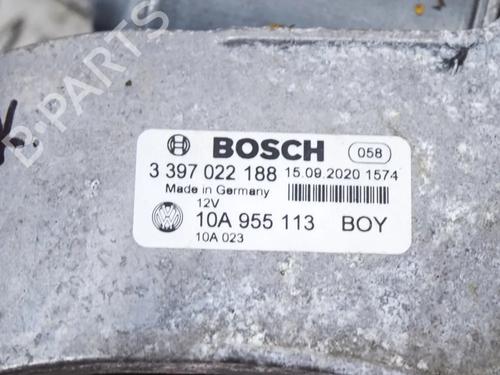 B-PARTS
BOSCH 058
3 397 022 188 15.09.2020 1574
Made in Germany
12V
10A 955 113 BOY
10A 023